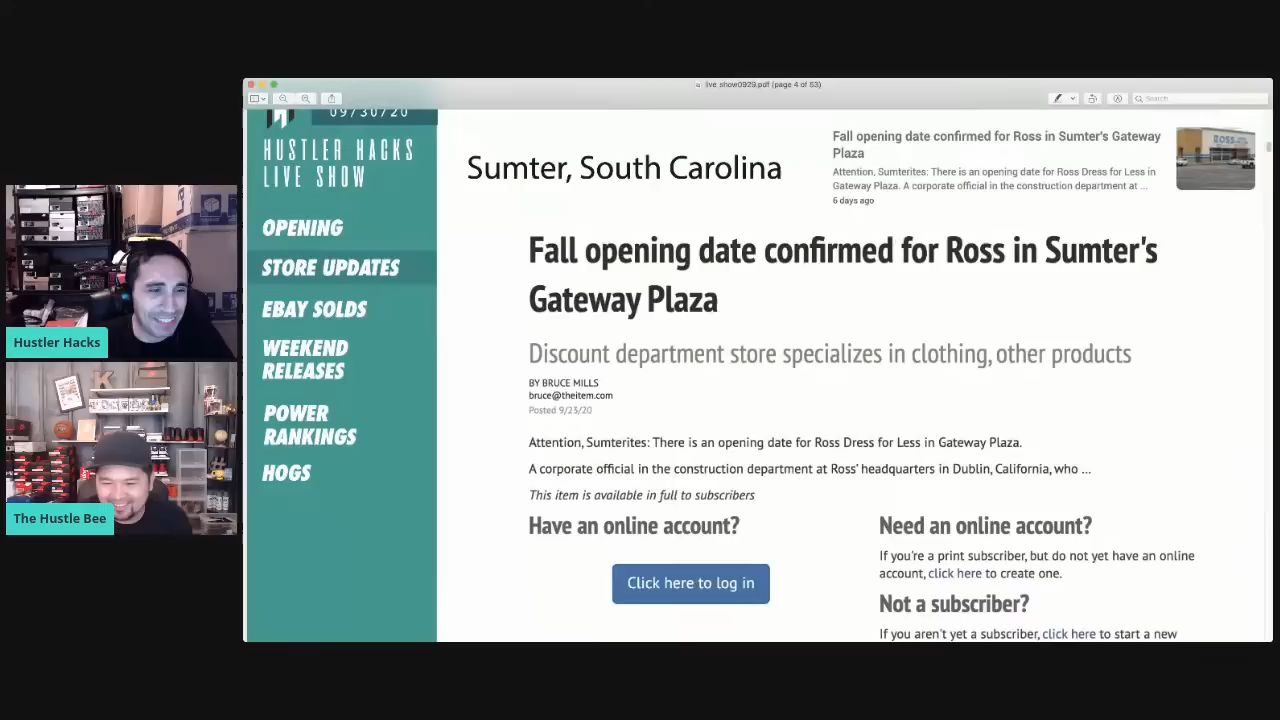 live show0929.pdf (page 4 of 53)
Search
09/30/20
HUSTLER HACKS
LIVE SHOW
OPENING
STORE UPDATES
EBAY SOLDS
WEEKEND
RELEASES
POWER
RANKINGS
HOGS
Hustler Hacks
The Hustle Bee
Sumter, South Carolina
Fall opening date confirmed for Ross in Sumter's Gateway
Plaza
Attention, Sumterites: There is an opening date for Ross Dress for Less in
Gateway Plaza. A corporate official in the construction department at ...
6 days ago
ROSS
Fall opening date confirmed for Ross in Sumter's
Gateway Plaza
Discount department store specializes in clothing, other products
BY BRUCE MILLS
bruce@theitem.com
Posted 9/23/20
Attention, Sumterites: There is an opening date for Ross Dress for Less in Gateway Plaza.
A corporate official in the construction department at Ross' headquarters in Dublin, California, who ...
This item is available in full to subscribers
Have an online account?
Click here to log in
Need an online account?
If you're a print subscriber, but do not yet have an online
account, click here to create one.
Not a subscriber?
If you aren't yet a subscriber, click here to start a new